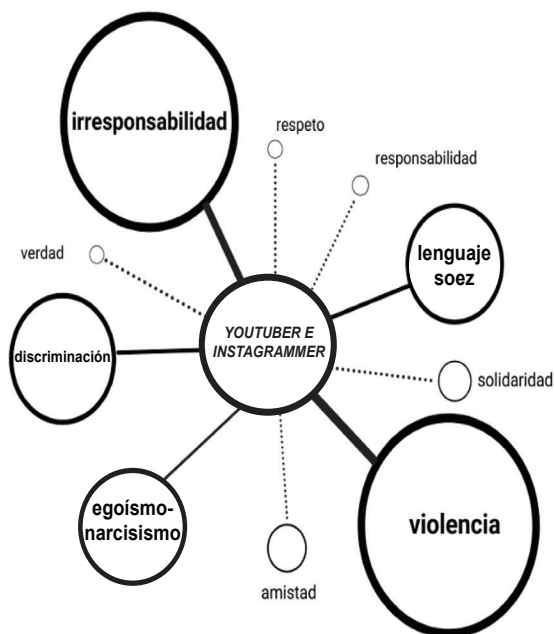 irresponsabilidad
respeto
responsabilidad
verdad
lenguaje
soez
YOUTUBER E
INSTAGRAMMER
discriminación
solidaridad
egoísmo-
narcisismo
violencia
amistad